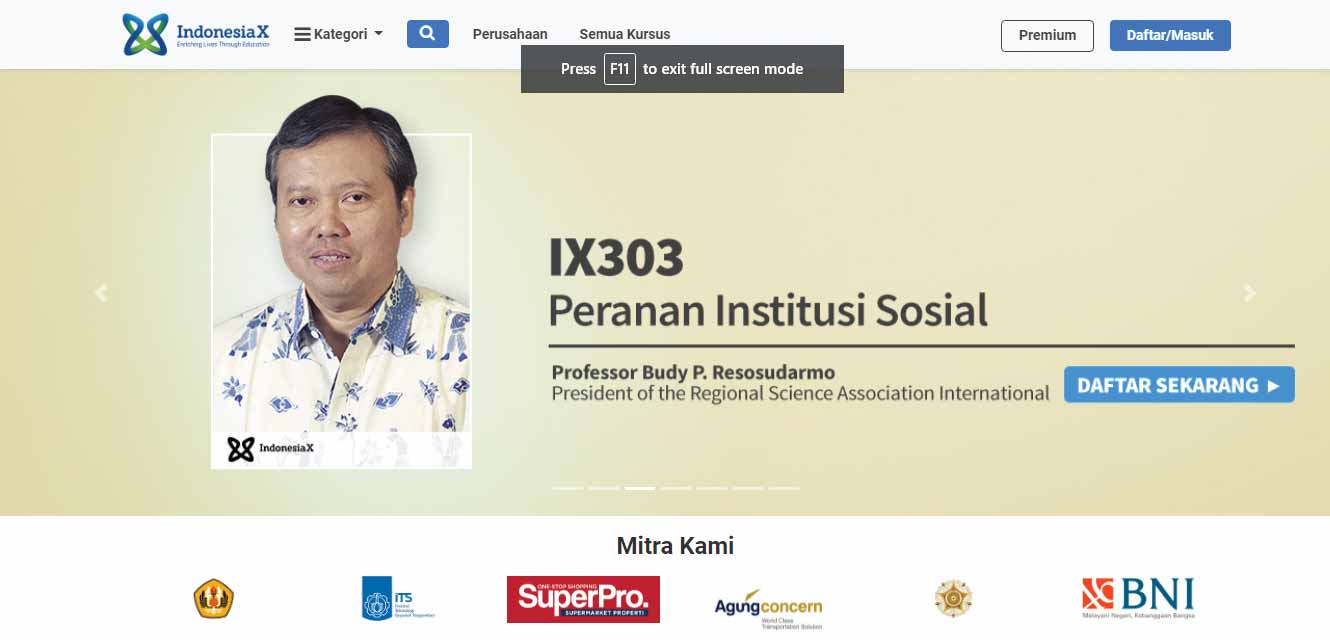 IndonesiaX
Enriching Lives Through Education
Kategori
Perusahaan
Semua Kursus
Premium
Daftar/Masuk
Press F11 to exit full screen mode
IX303
Peranan Institusi Sosial
Professor Budy P. Resosudarmo
President of the Regional Science Association International
DAFTAR SEKARANG
IndonesiaX
Mitra Kami
ITS
Institut
Teknologi
Sepuluh Nopember
ONE-STOP SHOPPING
SuperPro.
SUPERMARKET PROPERTI
Agungconcern
World Class
Transportation Solution
BNI
Melayani Negeri, Kebanggaan Bangsa